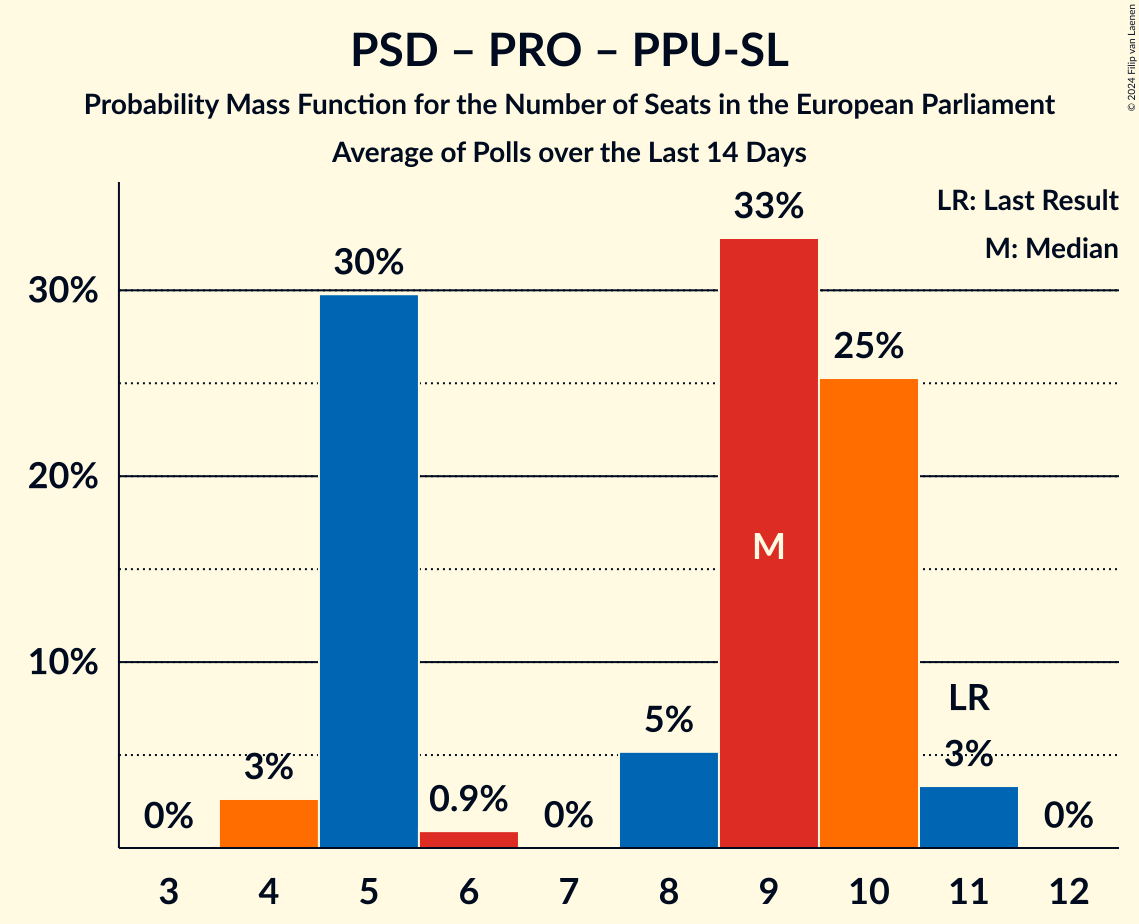 PSD – PRO – PPU-SL
Probability Mass Function for the Number of Seats in the European Parliament
Average of Polls over the Last 14 Days
© 2024 Filip van Laenen
LR: Last Result
M: Median
30%
20%
10%
0%
3%
30%
0.9%
0%
5%
33%
M
25%
LR
3%
0%
3 4 5 6 7 8 9 10 11 12